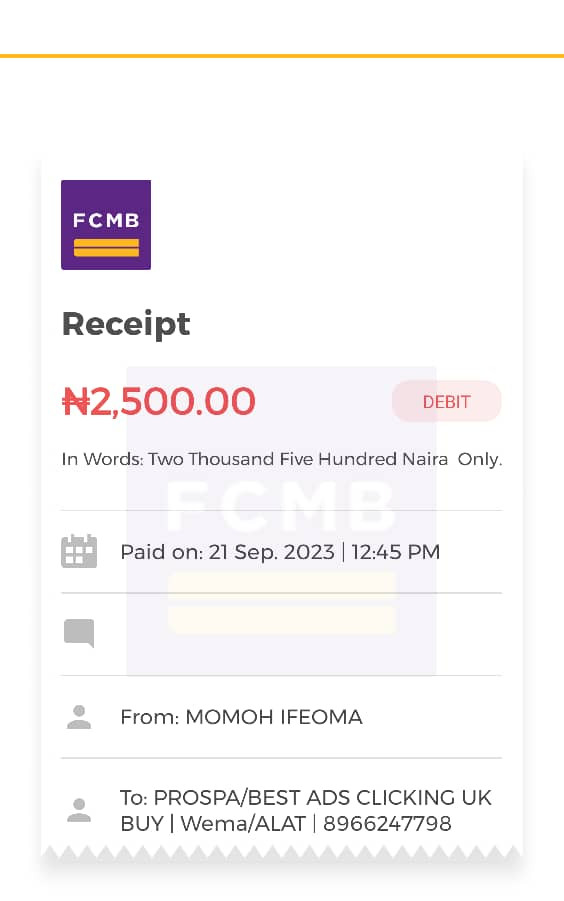 FCMB
Receipt
₦2,500.00
DEBIT
In Words: Two Thousand Five Hundred Naira Only.
FCMB
Paid on: 21 Sep. 2023 | 12:45 PM
From: MOMOH IFEOMA
To: PROSPA/BEST ADS CLICKING UK
BUY | Wema/ALAT | 8966247798